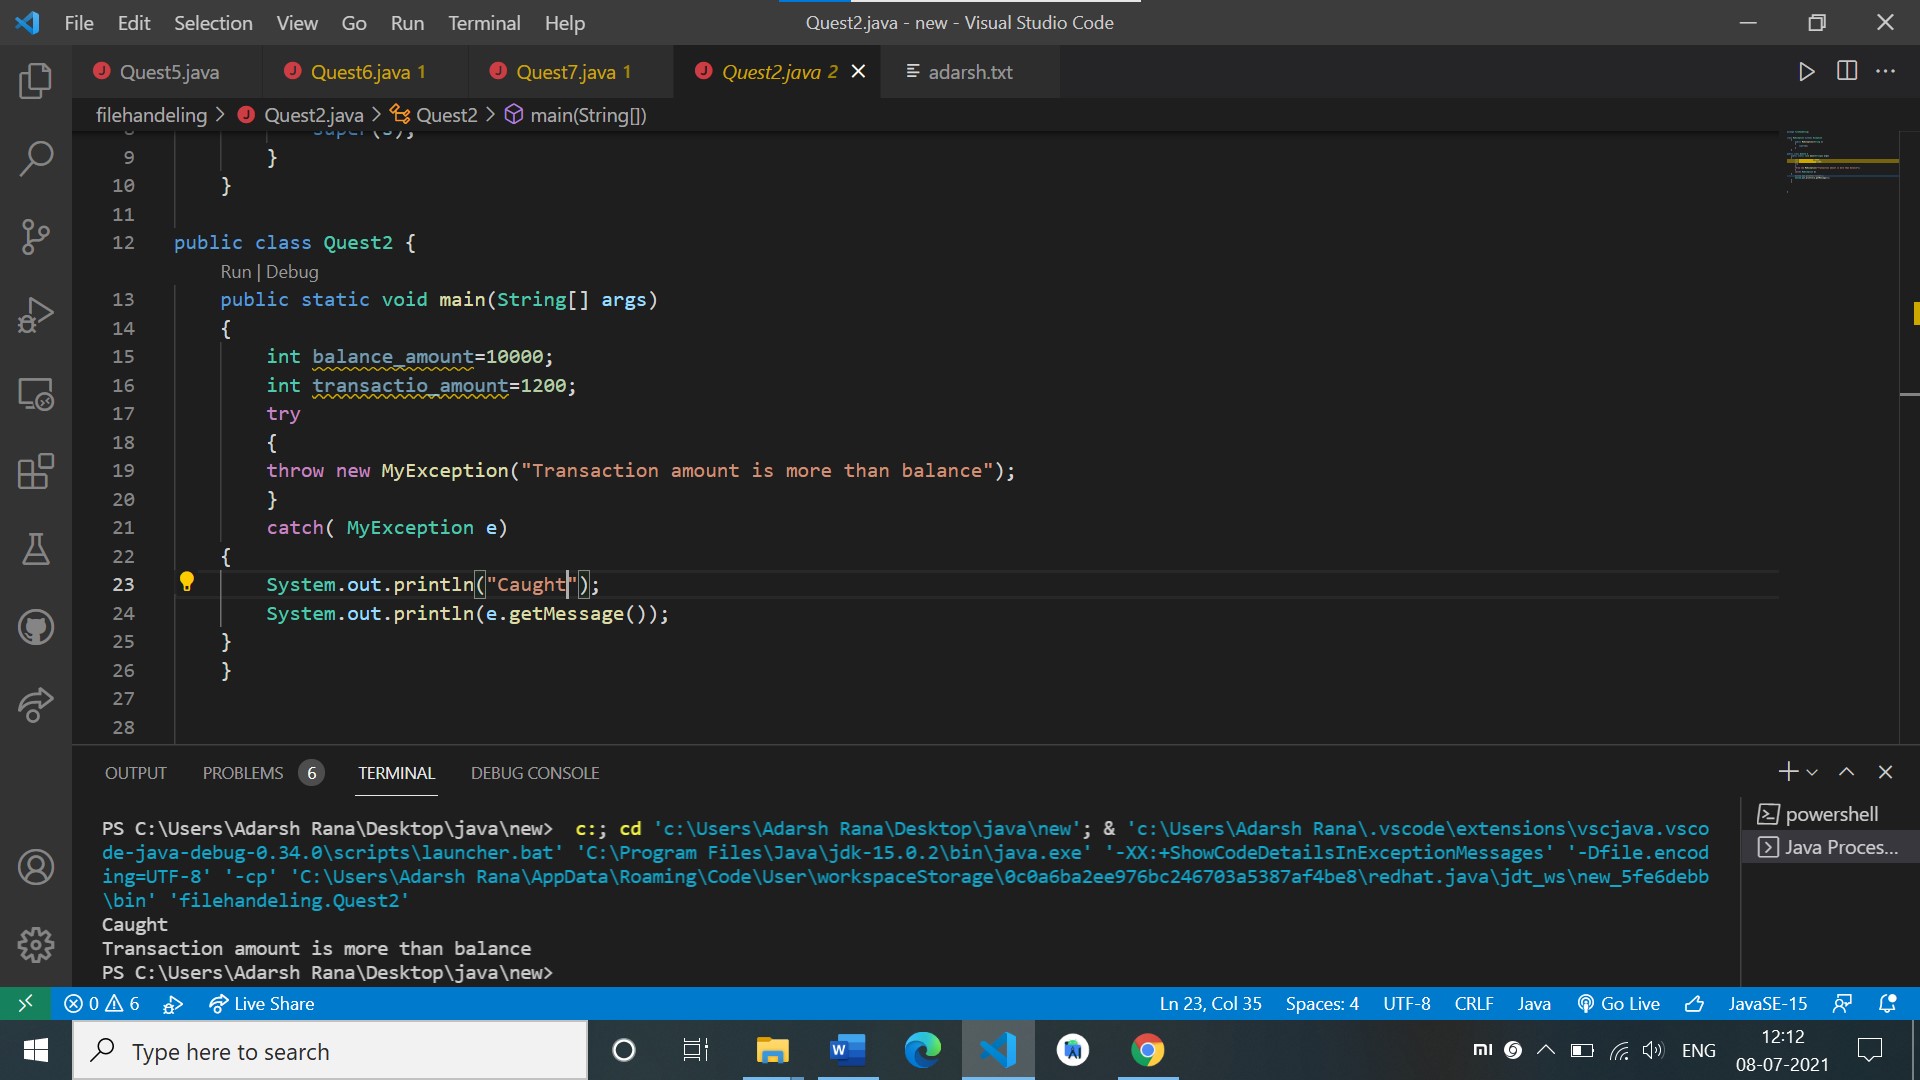 File Edit Selection View Go Run Terminal Help Quest2.java - new - Visual Studio Code
Quest5.java Quest6.java 1 Quest7.java 1 Quest2.java 2 adarsh.txt
filehandeling > Quest2.java > Quest2 > main(String[])
8 super(s);
9 }
10 }
11
12 public class Quest2 {
Run | Debug
13 public static void main(String[] args)
14 {
15 int balance_amount=10000;
16 int transactio_amount=1200;
17 try
18 {
19 throw new MyException("Transaction amount is more than balance");
20 }
21 catch( MyException e)
22 {
23 System.out.println("Caught");
24 System.out.println(e.getMessage());
25 }
26 }
27
28
OUTPUT PROBLEMS 6 TERMINAL DEBUG CONSOLE
PS C:\Users\Adarsh Rana\Desktop\java\new> c:; cd 'c:\Users\Adarsh Rana\Desktop\java\new'; & 'c:\Users\Adarsh Rana\.vscode\extensions\vscjava.vsco
de-java-debug-0.34.0\scripts\launcher.bat' 'C:\Program Files\Java\jdk-15.0.2\bin\java.exe' '-XX:+ShowCodeDetailsInExceptionMessages' '-Dfile.encod
ing=UTF-8' '-cp' 'C:\Users\Adarsh Rana\AppData\Roaming\Code\User\workspaceStorage\0c0a6ba2ee976bc246703a5387af4be8\redhat.java\jdt_ws\new_5fe6debb
\bin' 'filehandeling.Quest2'
Caught
Transaction amount is more than balance
PS C:\Users\Adarsh Rana\Desktop\java\new>
powershell
Java Proces...
0 6 Live Share Ln 23, Col 35 Spaces: 4 UTF-8 CRLF Java Go Live JavaSE-15
Type here to search
ENG
12:12
08-07-2021